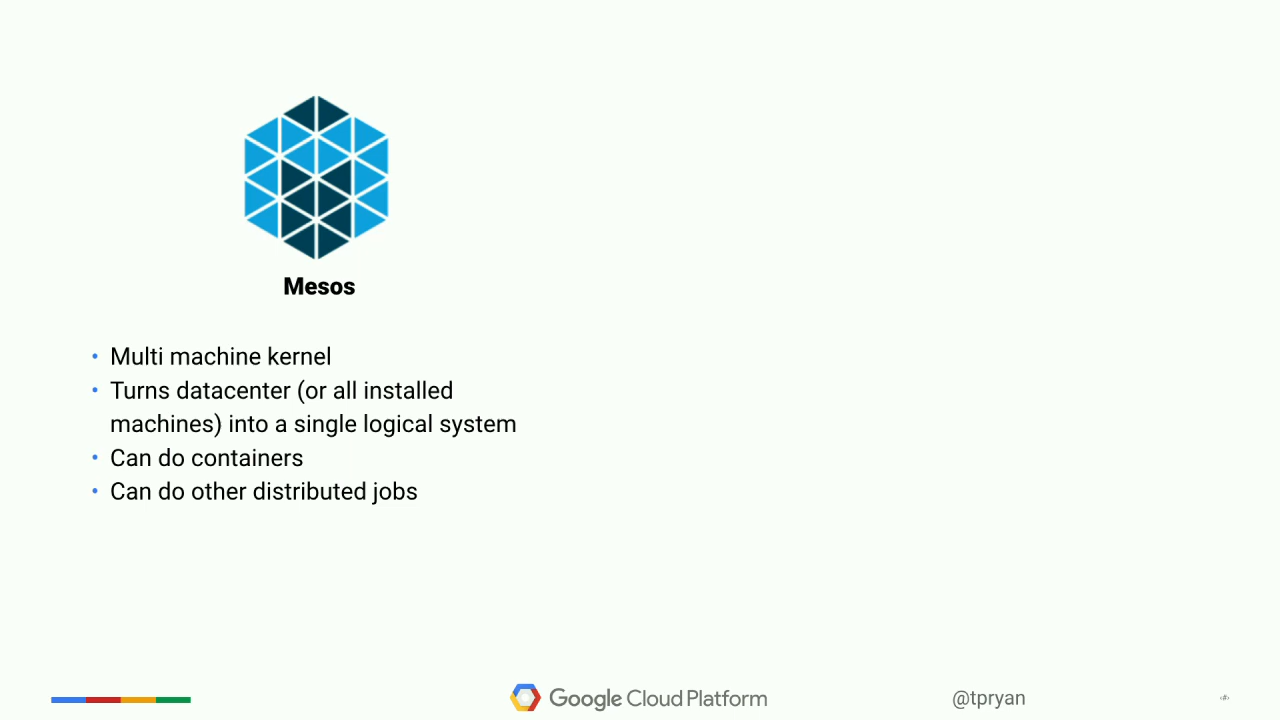 Mesos
• Multi machine kernel
• Turns datacenter (or all installed
machines) into a single logical system
• Can do containers
• Can do other distributed jobs
Google Cloud Platform
@tpryan